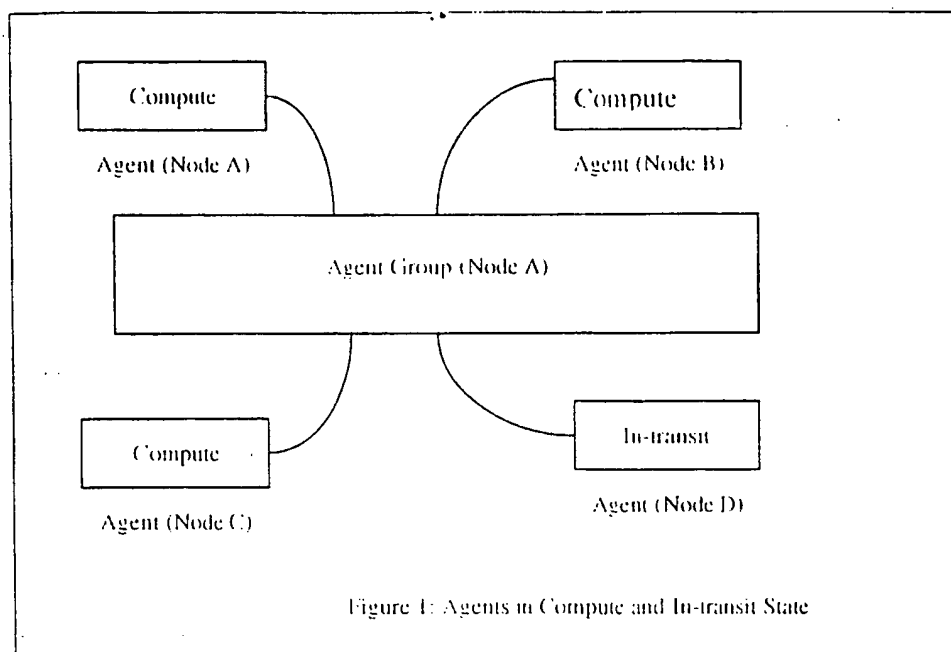 Compute
Compute
Agent (Node A)
Agent (Node B)
Agent Group (Node A)
Compute
In-transit
Agent (Node C)
Agent (Node D)
Figure 1: Agents in Compute and In-transit State